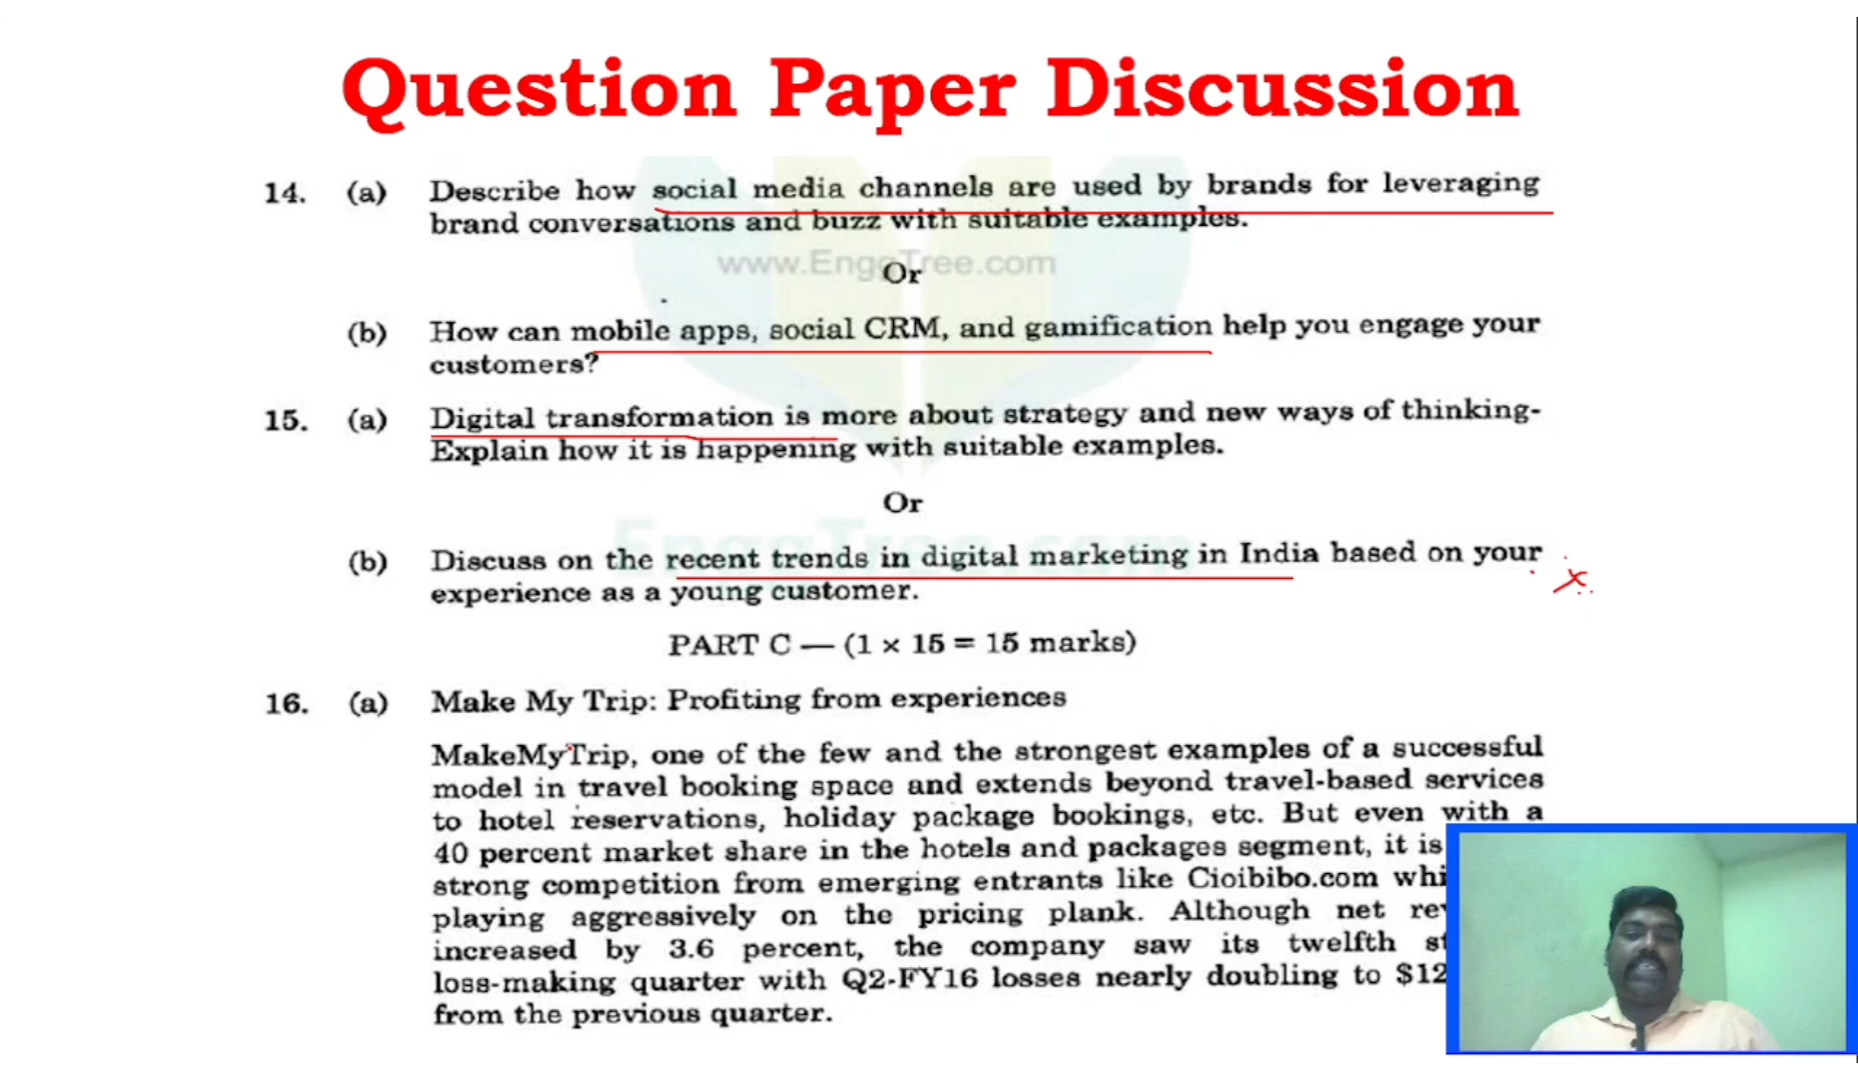 Question Paper Discussion
14. (a) Describe how social media channels are used by brands for leveraging
brand conversations and buzz with suitable examples.
www.EnggTree.com
Or
(b) How can mobile apps, social CRM, and gamification help you engage your
customers?
15. (a) Digital transformation is more about strategy and new ways of thinking-
Explain how it is happening with suitable examples.
Or
EnggTree.com
(b) Discuss on the recent trends in digital marketing in India based on your
experience as a young customer.
PART C — (1 × 15 = 15 marks)
16. (a) Make My Trip: Profiting from experiences
MakeMyTrip, one of the few and the strongest examples of a successful
model in travel booking space and extends beyond travel-based services
to hotel reservations, holiday package bookings, etc. But even with a
40 percent market share in the hotels and packages segment, it is
strong competition from emerging entrants like Cioibibo.com
playing aggressively on the pricing plank. Although net
increased by 3.6 percent, the company saw its twelfth
loss-making quarter with Q2-FY16 losses nearly doubling to $12
from the previous quarter.